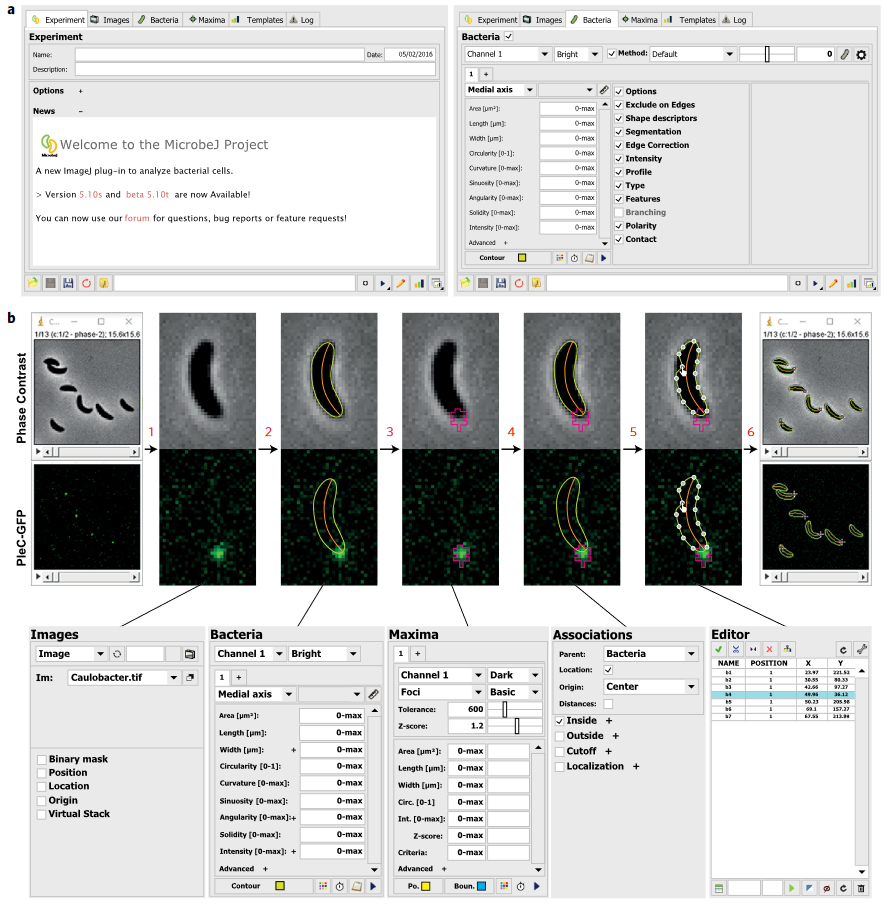 a
Experiment Images Bacteria Maxima Templates Log
Experiment
Name: Date: 05/02/2016
Description:
Options +
News –
MicrobeJ
Welcome to the MicrobeJ Project
A new ImageJ plug-in to analyze bacterial cells.
> Version 5.10s and beta 5.10t are now Available!
You can now use our forum for questions, bug reports or feature requests!
Experiment Images Bacteria Maxima Templates Log
Bacteria
Channel 1 Bright Method: Default 0
1 +
Medial axis
Area [µm²]: 0-max
Length [µm]: 0-max
Width [µm]: 0-max
Circularity [0-1]: 0-max
Curvature [0-max]: 0-max
Sinuosity [0-max]: 0-max
Angularity [0-max]: 0-max
Solidity [0-max]: 0-max
Intensity [0-max]: 0-max
Advanced +
Contour
Options
Exclude on Edges
Shape descriptors
Segmentation
Edge Correction
Intensity
Profile
Type
Features
Branching
Polarity
Contact
b
Phase Contrast
PleC-GFP
C...
1/13 (c:1/2 - phase-2); 15.6x15.6
1
2
3
4
5
6
C...
1/13 (c:1/2 - phase-2); 15.6x15.6
Images
Image
Im: Caulobacter.tif
Binary mask
Position
Location
Origin
Virtual Stack
Bacteria
Channel 1 Bright
1 +
Medial axis
Area [µm²]: 0-max
Length [µm]: 0-max
Width [µm]: + 0-max
Circularity [0-1]: 0-max
Curvature [0-max]: 0-max
Sinuosity [0-max]: 0-max
Angularity [0-max]:+ 0-max
Solidity [0-max]: 0-max
Intensity [0-max]: + 0-max
Advanced +
Contour
Maxima
1 +
Channel 1 Dark
Foci Basic
Tolerance: 600
Z-score: 1.2
Area [µm²]: 0-max
Length [µm]: 0-max
Width [µm]: 0-max
Circ. [0-1] 0-max
Int. [0-max]: 0-max
Z-score: 0-max
Criteria: 0-max
Advanced +
Po. Boun.
Associations
Parent: Bacteria
Location:
Origin: Center
Distances:
Inside +
Outside +
Cutoff +
Localization +
Editor
NAME POSITION X Y
b1 1 23.97 221.52
b2 1 30.55 80.33
b3 1 42.66 97.27
b4 1 49.96 36.12
b5 1 50.23 205.98
b6 1 69.1 157.27
b7 1 67.55 213.89